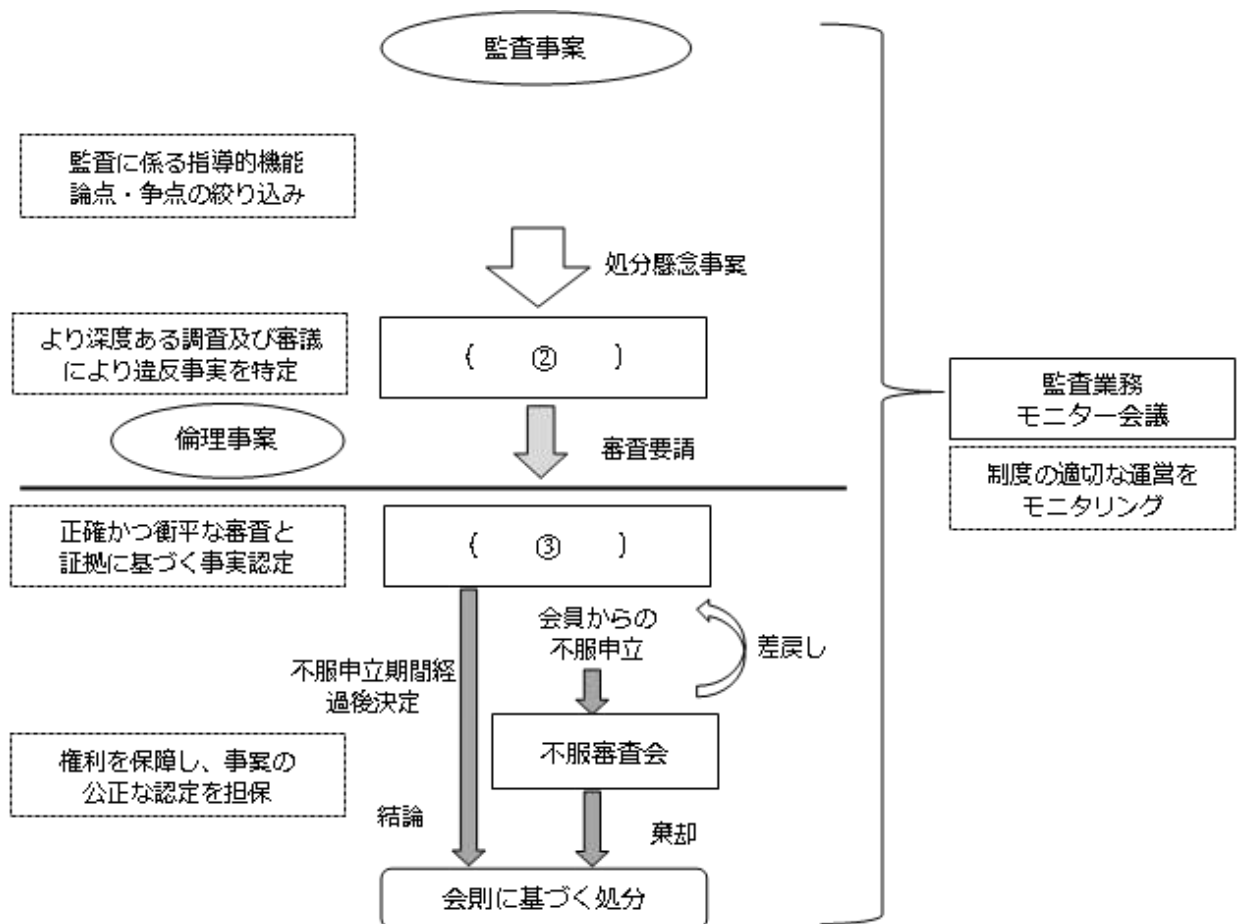 監査事案
監査に係る指導的機能
論点・争点の絞り込み
処分懸念事案
より深度ある調査及び審議
により違反事実を特定
{ ② }
倫理事案
審査要請
監査業務
モニター会議
制度の適切な運営を
モニタリング
正確かつ衡平な審査と
証拠に基づく事実認定
{ ③ }
会員からの
不服申立
差戻し
不服申立期間経
過後決定
不服審査会
権利を保障し、事案の
公正な認定を担保
結論
棄却
会則に基づく処分